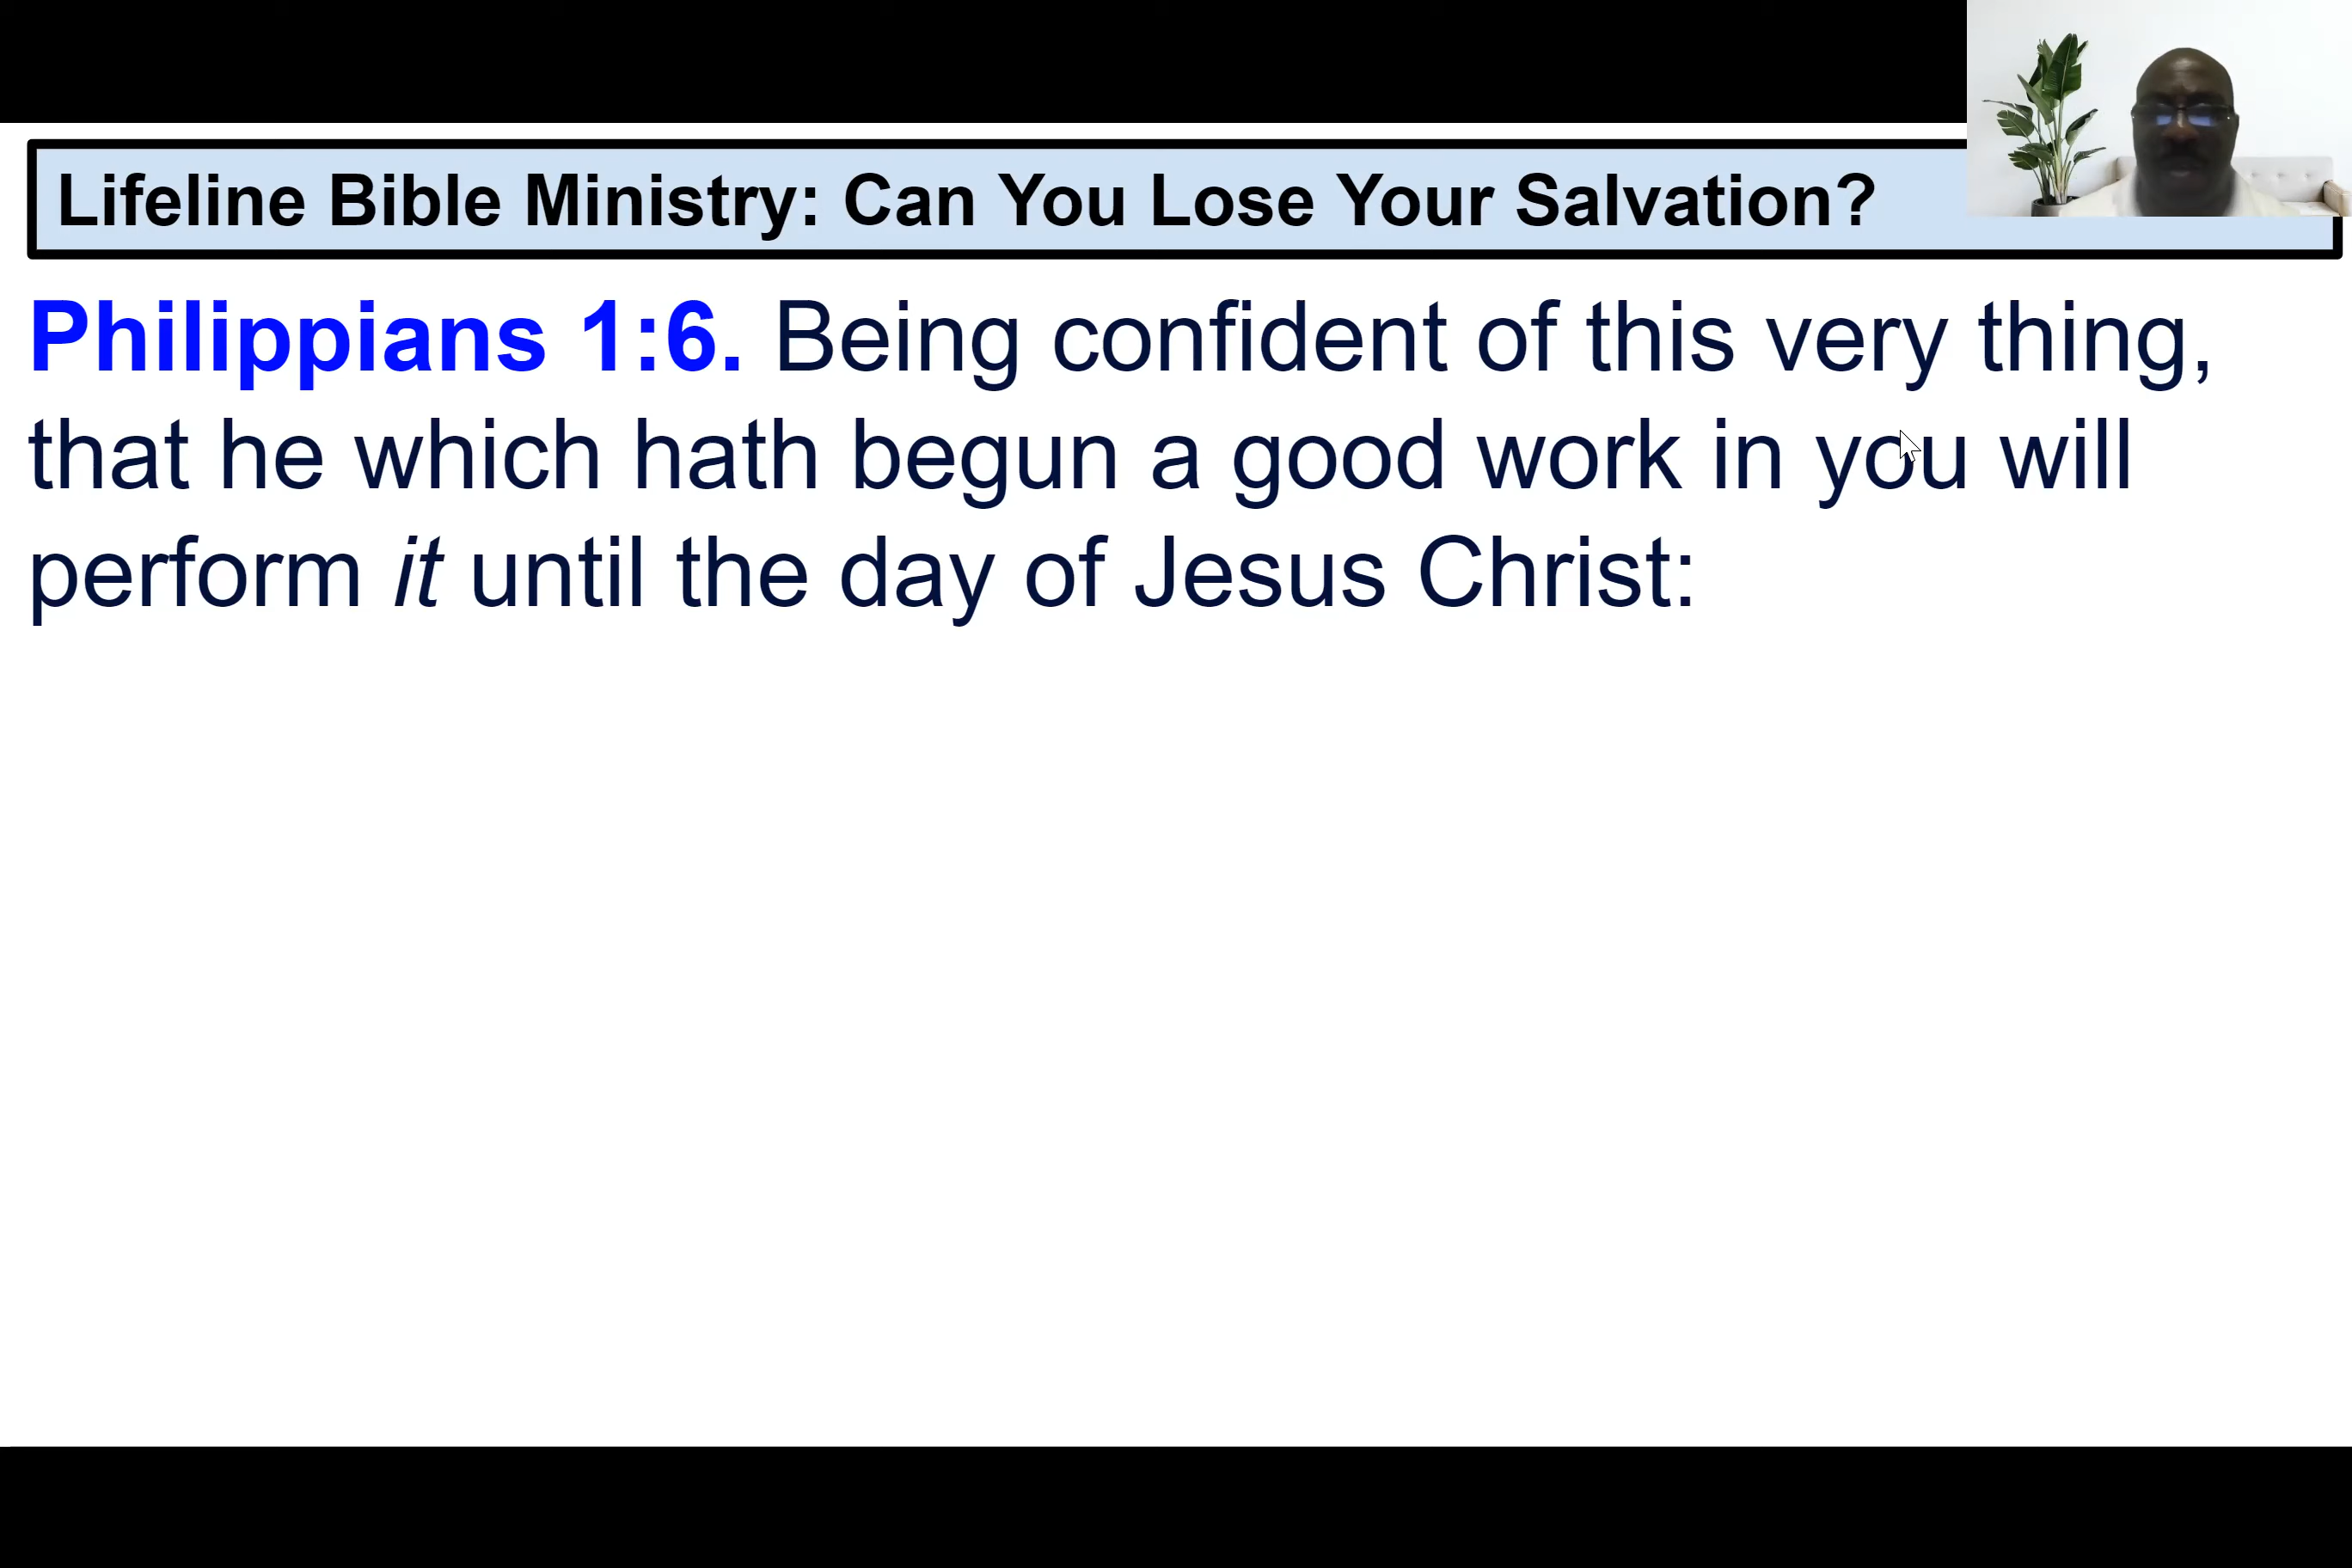 Lifeline Bible Ministry: Can You Lose Your Salvation?
Philippians 1:6. Being confident of this very thing,
that he which hath begun a good work in you will
perform it until the day of Jesus Christ: